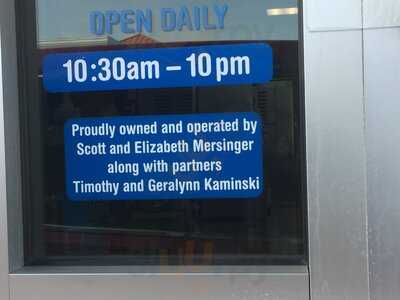 OPEN DAILY
10:30am – 10pm
Proudly owned and operated by
Scott and Elizabeth Mersinger
along with partners
Timothy and Geralynn Kaminski